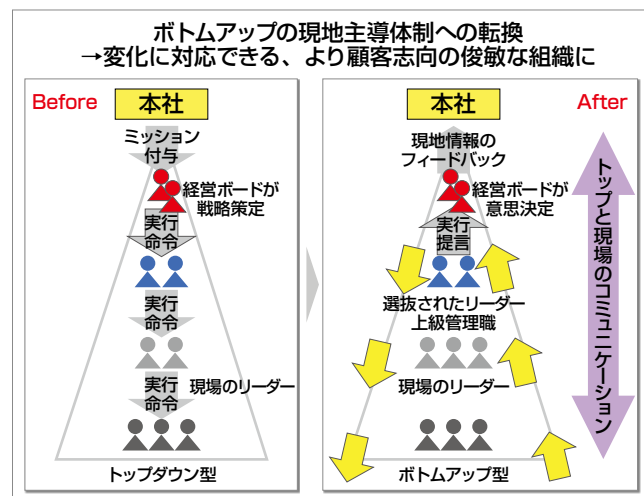 ボトムアップの現地主導体制への転換
→変化に対応できる、より顧客志向の俊敏な組織に
Before
本社
ミッション
付与
経営ボードが
戦略策定
実行
命令
実行
命令
実行
命令
現場のリーダー
トップダウン型
本社
After
現地情報の
フィードバック
経営ボードが
意思決定
実行
提言
選抜されたリーダー
上級管理職
現場のリーダー
ボトムアップ型
トップと現場のコミュニケーション